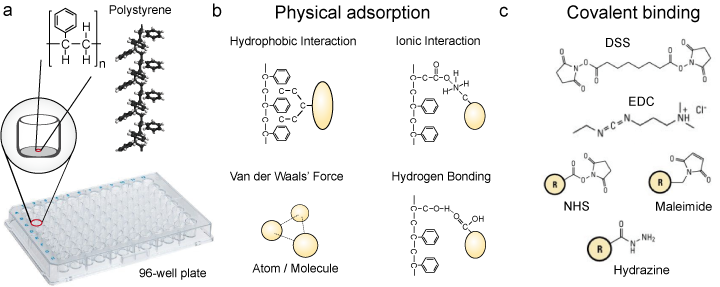 a
Polystyrene
C
C
H
H
H
n
96-well plate
b
Physical adsorption
Hydrophobic Interaction
Ionic Interaction
Van der Waals' Force
Atom / Molecule
Hydrogen Bonding
c
Covalent binding
DSS
EDC
Cl⁻
R
NHS
R
Maleimide
R
Hydrazine